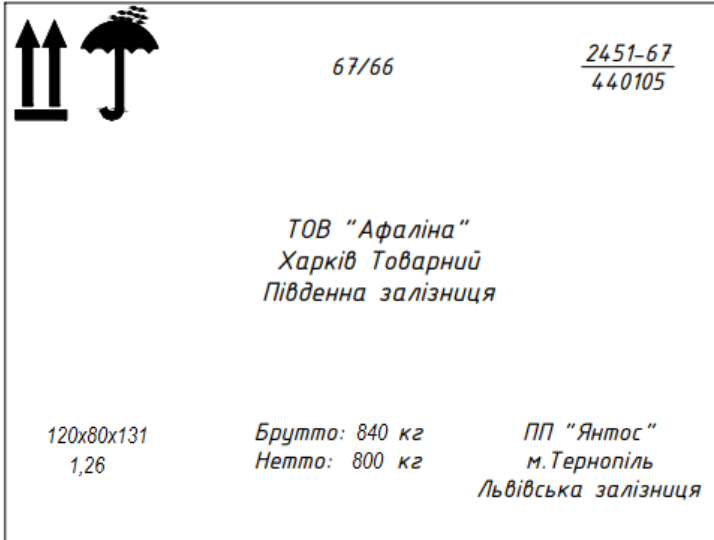 67/66
2451-67
440105
ТОВ "Афаліна"
Харків Товарний
Південна залізниця
120х80х131
1,26
Брутто: 840 кг
Нетто: 800 кг
ПП "Янтос"
м.Тернопіль
Львівська залізниця